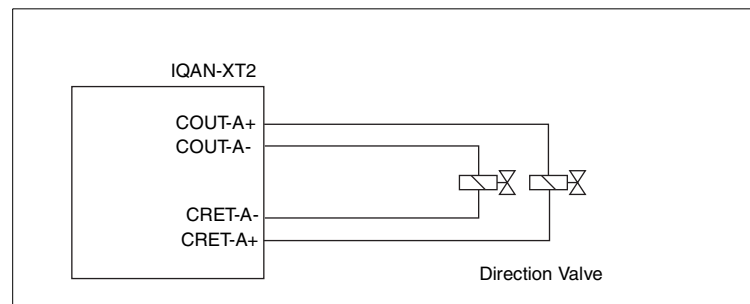 IQAN-XT2
COUT-A+
COUT-A-
CRET-A-
CRET-A+
Direction Valve